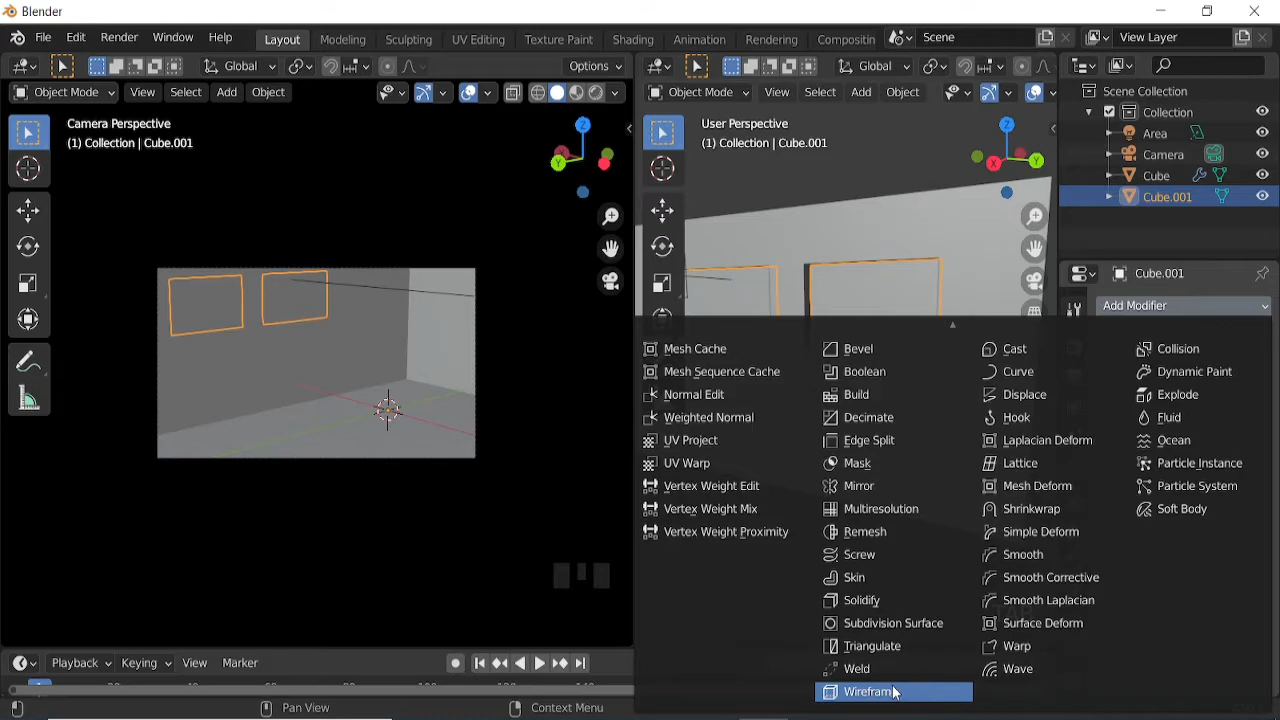 Blender
File Edit Render Window Help Layout Modeling Sculpting UV Editing Texture Paint Shading Animation Rendering Compositin Scene View Layer
Global Options Global
Object Mode View Select Add Object Object Mode View Select Add Object Scene Collection
Collection
Camera Perspective User Perspective Area
(1) Collection | Cube.001 (1) Collection | Cube.001 Camera
Cube
Cube.001
Z Y X Z X Y
Cube.001
Add Modifier
Mesh Cache Bevel Cast Collision
Mesh Sequence Cache Boolean Curve Dynamic Paint
Normal Edit Build Displace Explode
Weighted Normal Decimate Hook Fluid
UV Project Edge Split Laplacian Deform Ocean
UV Warp Mask Lattice Particle Instance
Vertex Weight Edit Mirror Mesh Deform Particle System
Vertex Weight Mix Multiresolution Shrinkwrap Soft Body
Vertex Weight Proximity Remesh Simple Deform
Screw Smooth
Skin Smooth Corrective
Solidify Smooth Laplacian
Subdivision Surface Surface Deform
Triangulate Warp
Weld Wave
Wirefram
Playback Keying View Marker
Pan View Context Menu